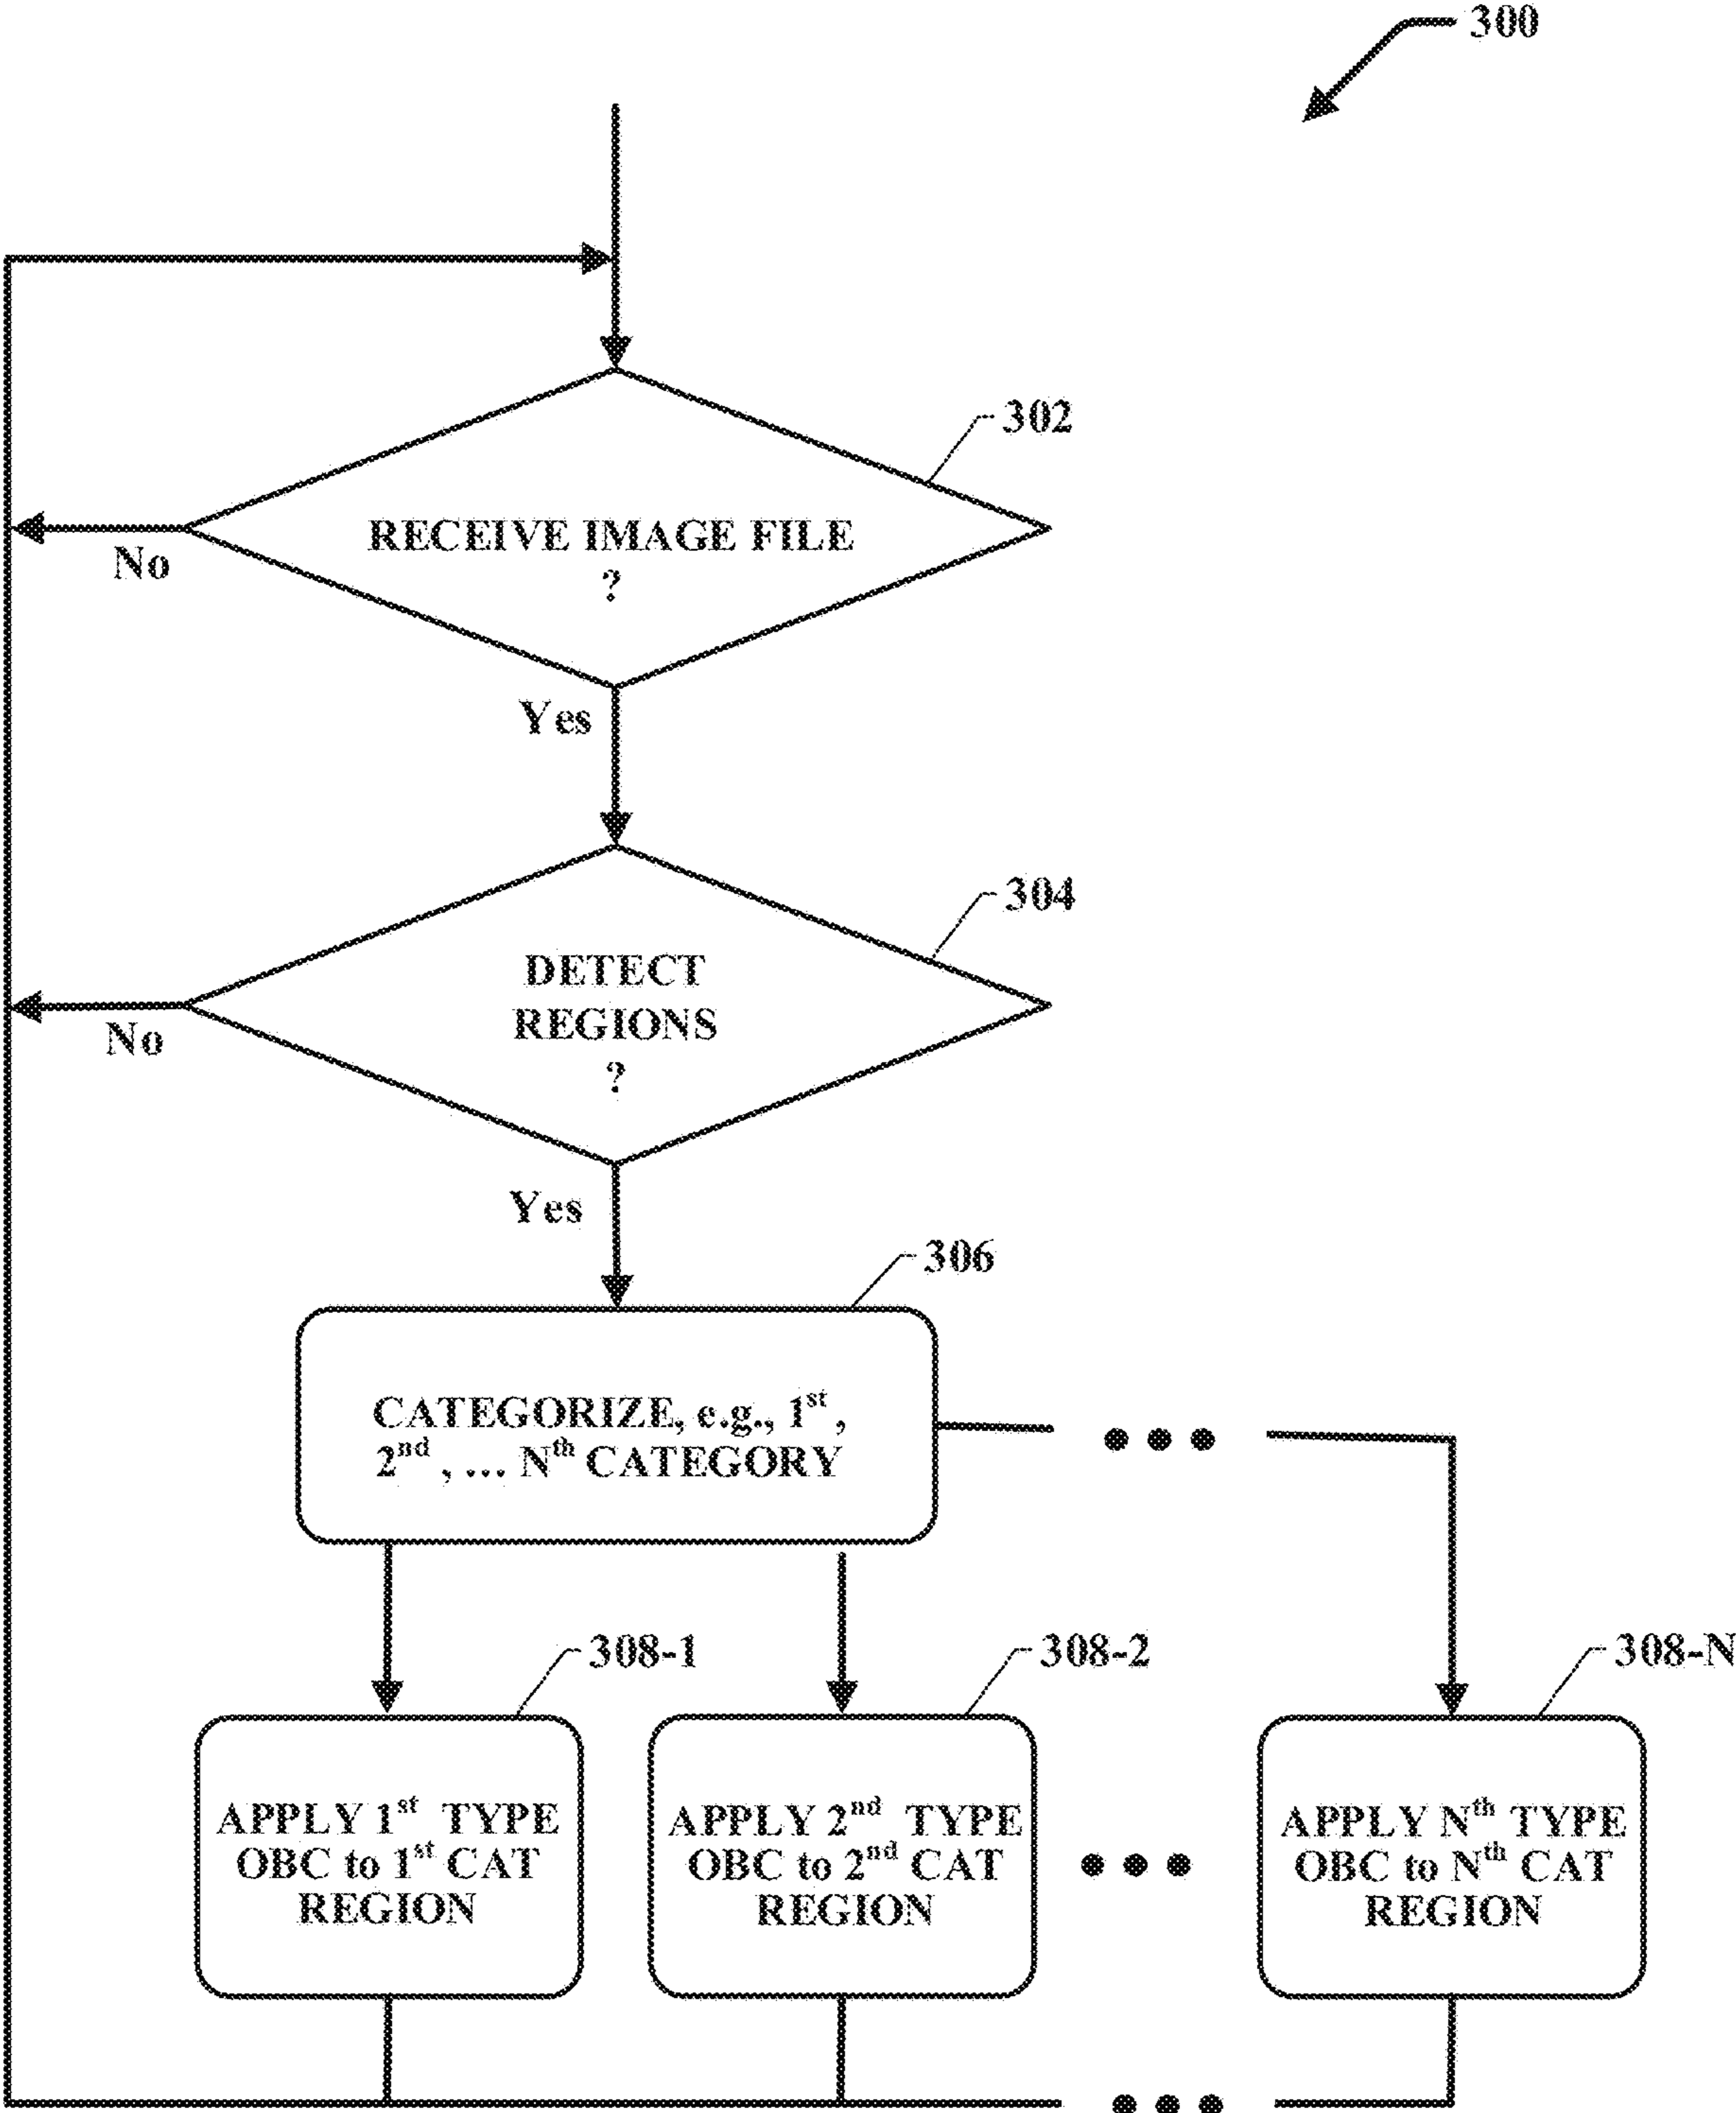 300
302
RECEIVE IMAGE FILE
?
No
Yes
304
DETECT
REGIONS
?
No
Yes
306
CATEGORIZE, e.g., 1st ,
2nd , ... Nth CATEGORY
308-1
308-2
308-N
APPLY 1st TYPE
OBC to 1st CAT
REGION
APPLY 2nd TYPE
OBC to 2nd CAT
REGION
APPLY Nth TYPE
OBC to Nth CAT
REGION